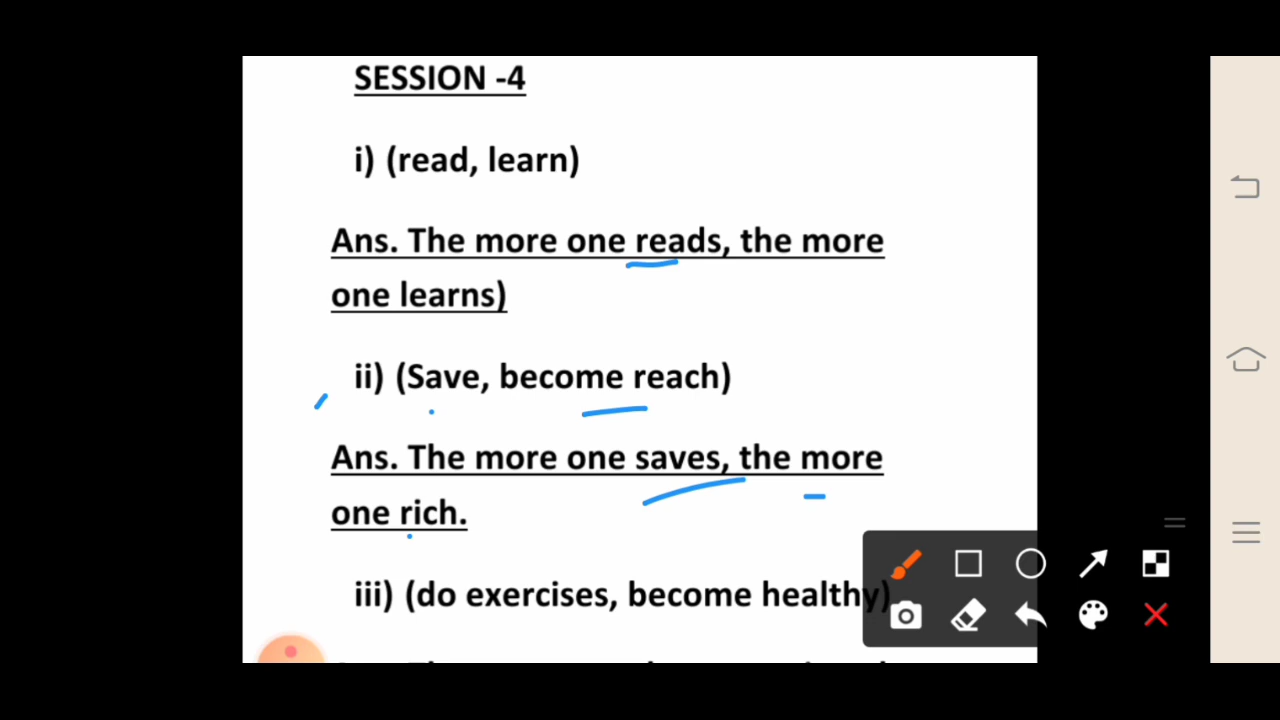 SESSION -4
i) (read, learn)
Ans. The more one reads, the more
one learns)
ii) (Save, become reach)
Ans. The more one saves, the more
one rich.
iii) (do exercises, become healthy)